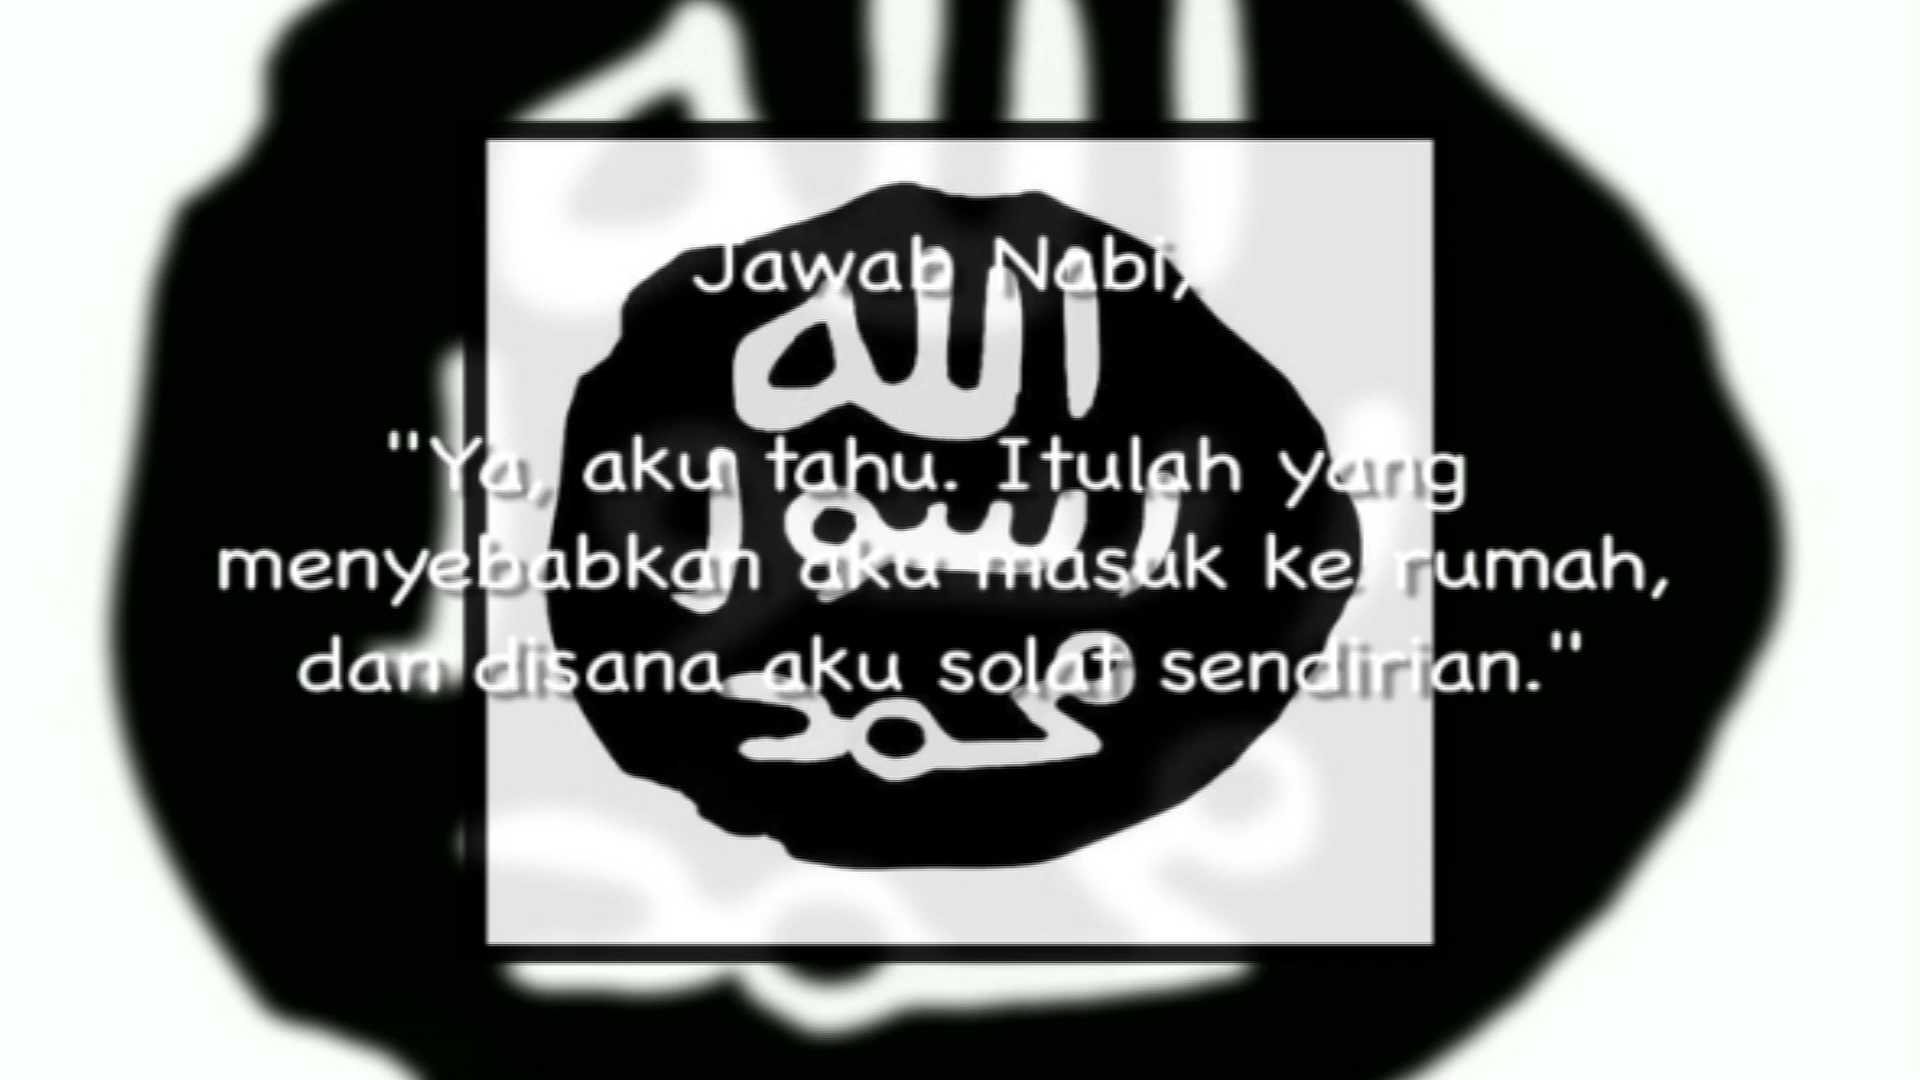 Jawab Nabi,
الله
رسول
محمد
"Ya, aku tahu. Itulah yang
menyebabkan aku masuk ke rumah,
dan disana aku solat sendirian."